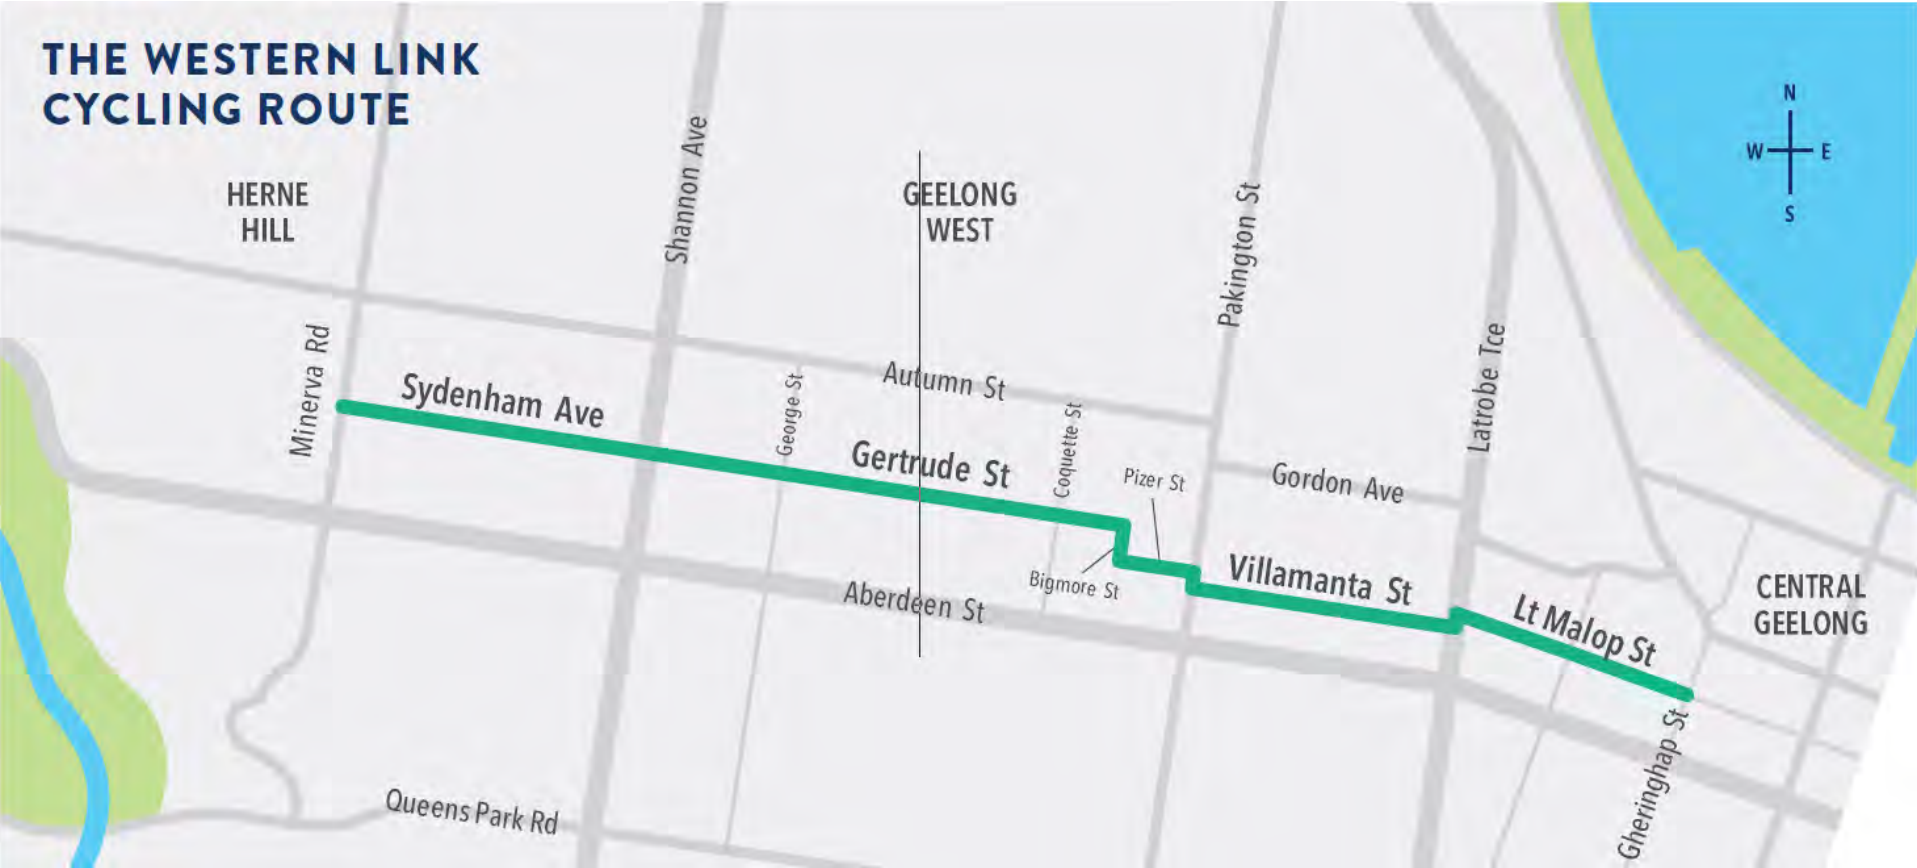 THE WESTERN LINK
CYCLING ROUTE
N
W E
S
HERNE
HILL
Shannon Ave
GEELONG
WEST
Pakington St
Minerva Rd
Sydenham Ave
George St
Autumn St
Gertrude St
Coquette St
Pizer St
Gordon Ave
Latrobe Tce
Bigmore St
Villamanta St
Aberdeen St
Lt Malop St
CENTRAL
GEELONG
Queens Park Rd
Gheringhap St